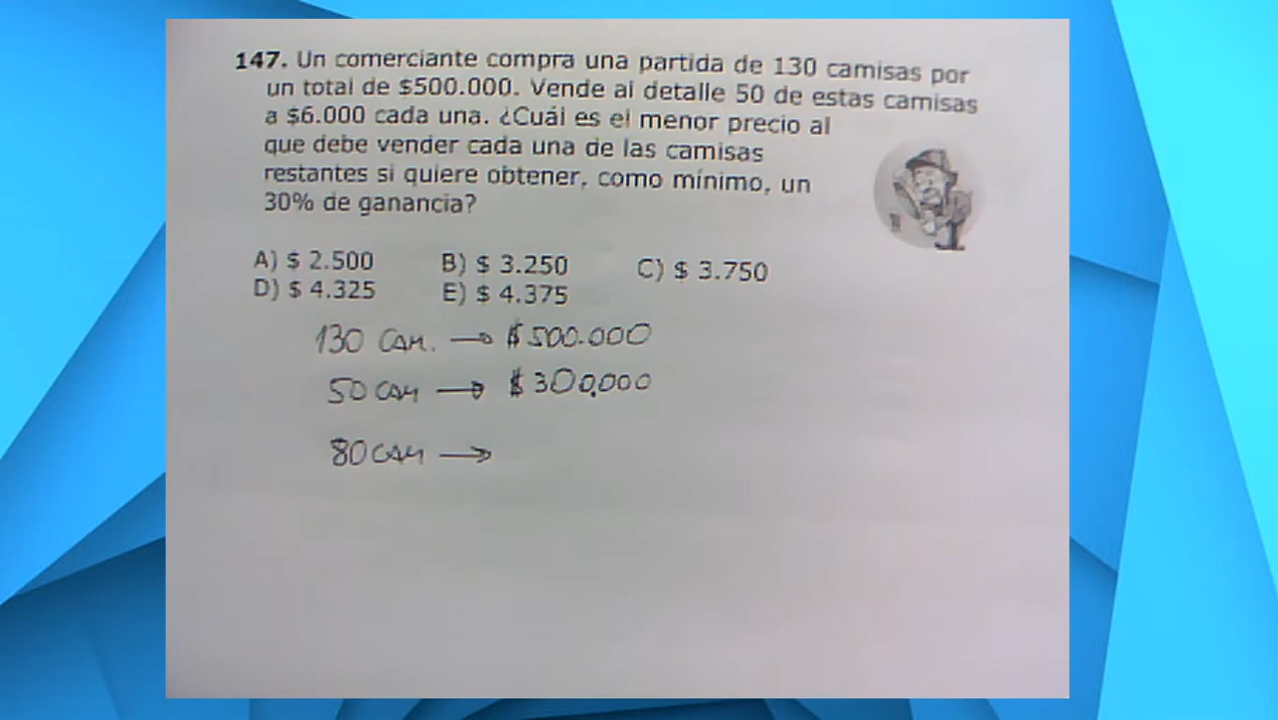 147. Un comerciante compra una partida de 130 camisas por
un total de $500.000. Vende al detalle 50 de estas camisas
a $6.000 cada una. ¿Cuál es el menor precio al
que debe vender cada una de las camisas
restantes si quiere obtener, como mínimo, un
30% de ganancia?
A) $ 2.500 B) $ 3.250 C) $ 3.750
D) $ 4.325 E) $ 4.375
130 CAM. → $500.000
50 CAM → $300.000
80 CAM →